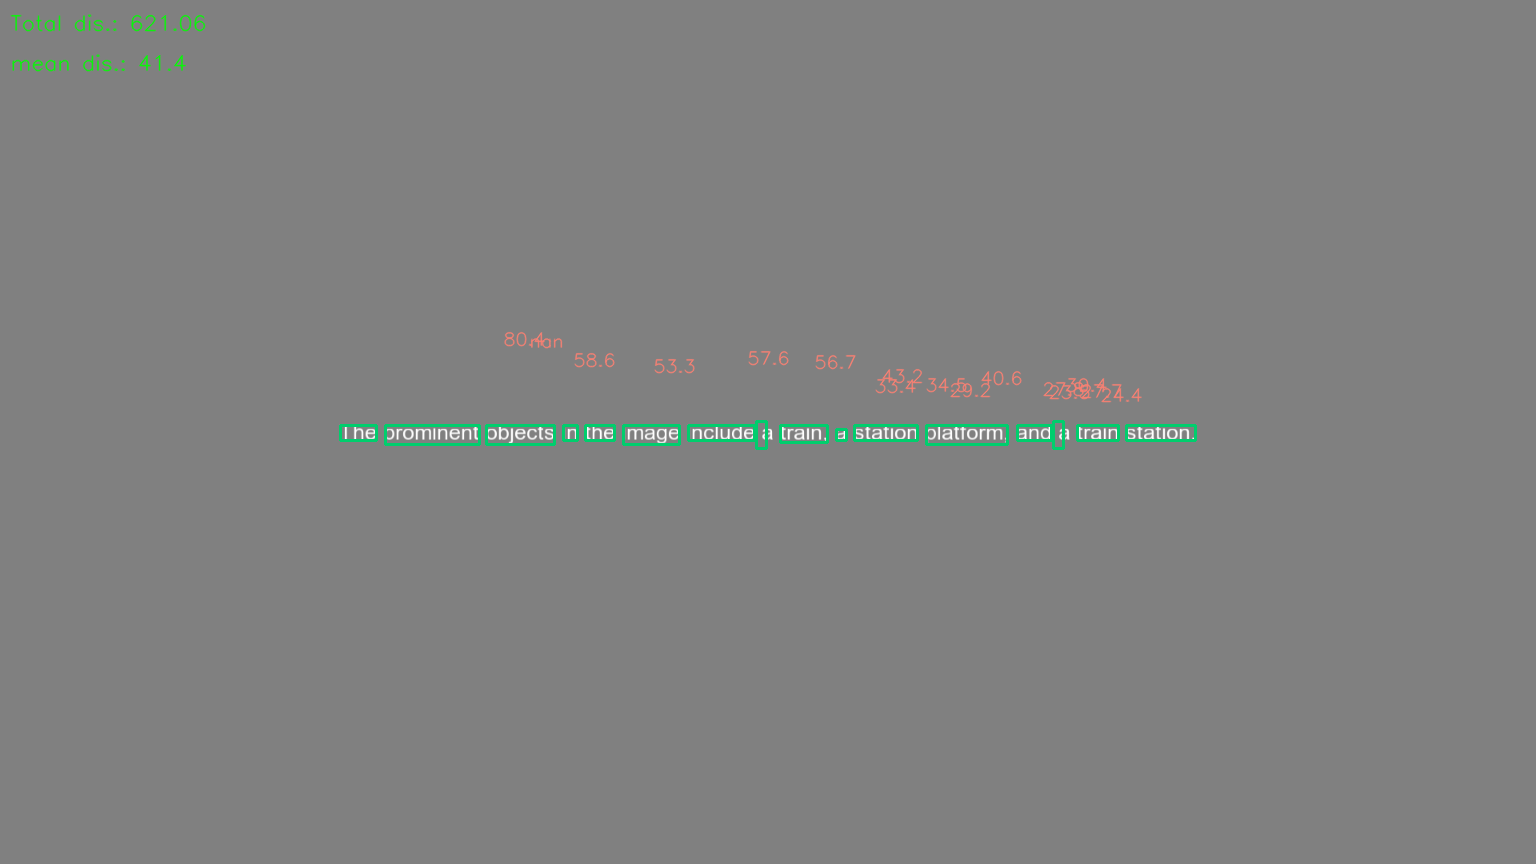 Total dis.: 621.06
mean dis.: 41.4
80.4 nan
58.6 53.3 57.6 56.7
43.2
33.4 34.5 29.2 40.6
24.4
The prominent objects in the image include a train, a station platform, and a train station.